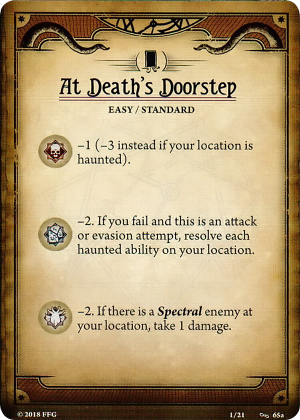 At Death's Doorstep
EASY / STANDARD
–1 (–3 instead if your location is
haunted).
–2. If you fail and this is an attack
or evasion attempt, resolve each
haunted ability on your location.
–2. If there is a Spectral enemy at
your location, take 1 damage.
© 2018 FFG 1/21 65a